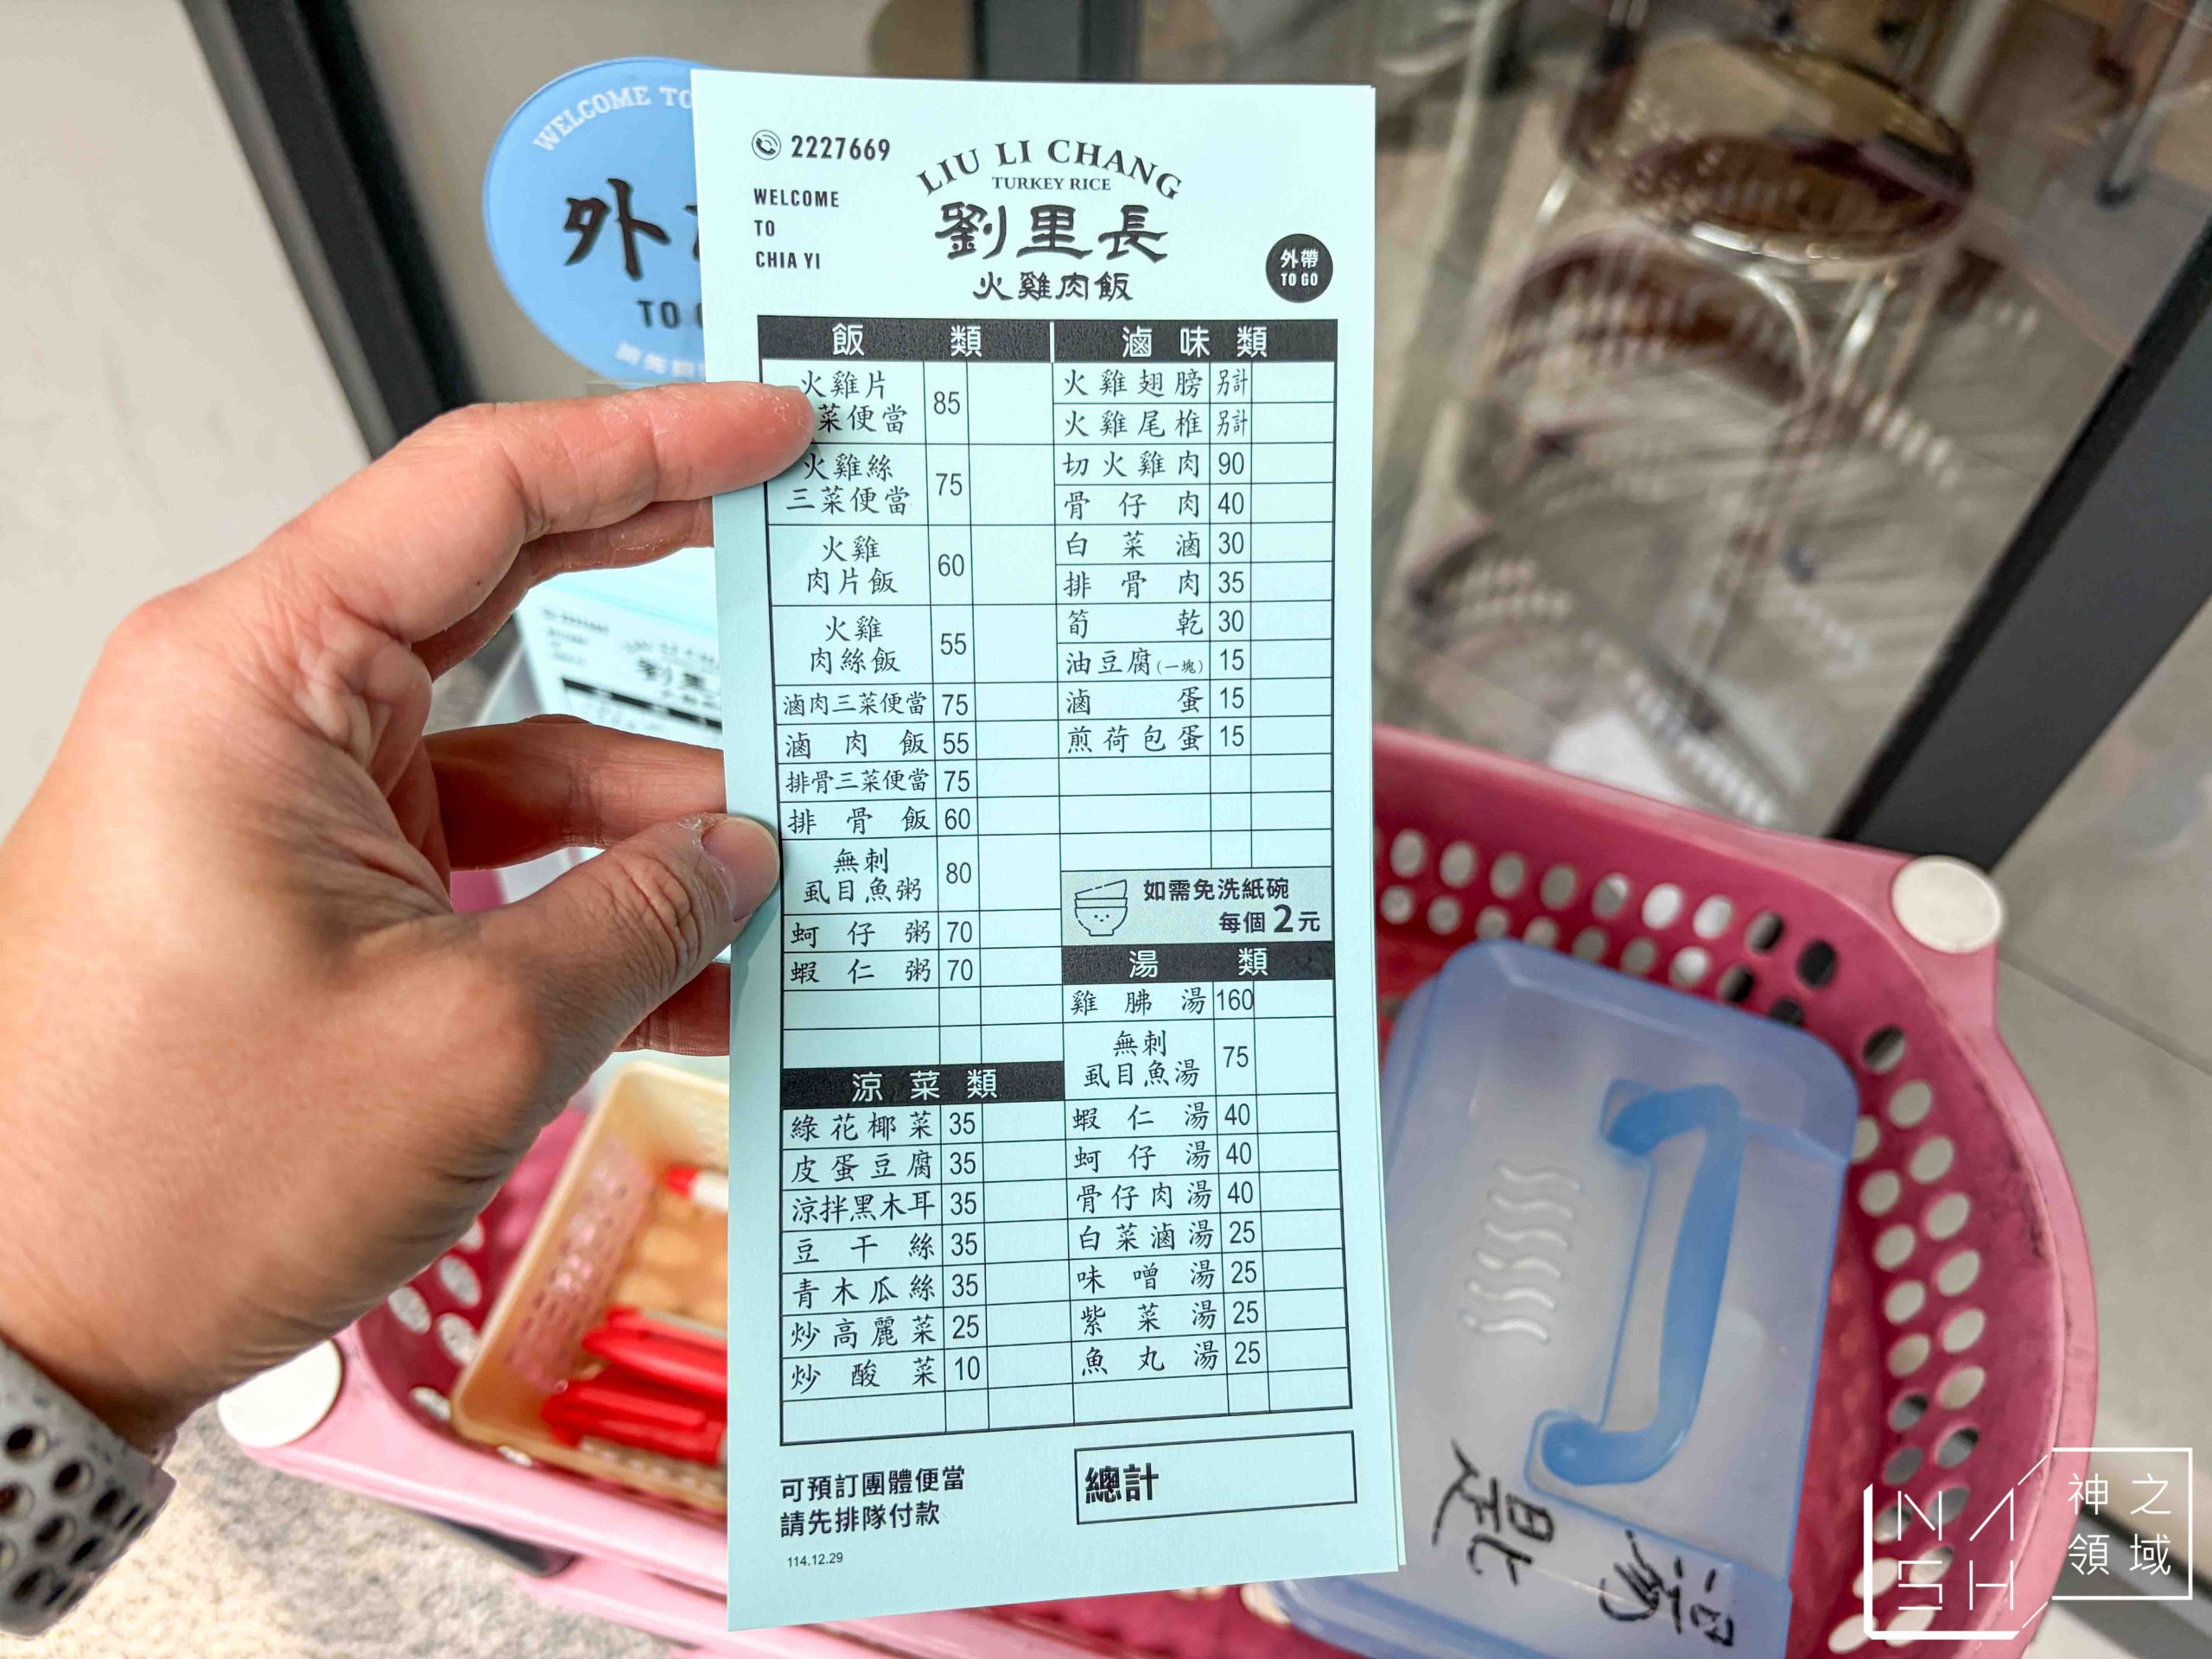 WELCOME TO
外
TO
2227669
WELCOME
TO
CHIA YI
LIU LI CHANG
TURKEY RICE
劉里長
火雞肉飯
外帶
TO GO
飯類
火雞片
菜便當 85
火雞絲
三菜便當 75
火雞
肉片飯 60
火雞
肉絲飯 55
滷肉三菜便當 75
滷肉飯 55
排骨三菜便當 75
排骨飯 60
無刺
虱目魚粥 80
蚵仔粥 70
蝦仁粥 70
涼菜類
綠花椰菜 35
皮蛋豆腐 35
涼拌黑木耳 35
豆干絲 35
青木瓜絲 35
炒高麗菜 25
炒酸菜 10
滷味類
火雞翅膀 另計
火雞尾椎 另計
切火雞肉 90
骨仔肉 40
白菜滷 30
排骨肉 35
筍乾 30
油豆腐(一塊) 15
滷蛋 15
煎荷包蛋 15
如需免洗紙碗
每個2元
湯類
雞胇湯 160
無刺
虱目魚湯 75
蝦仁湯 40
蚵仔湯 40
骨仔肉湯 40
白菜滷湯 25
味噌湯 25
紫菜湯 25
魚丸湯 25
可預訂團體便當
請先排隊付款
總計
114.12.29
湯匙
NASH
神之
領域